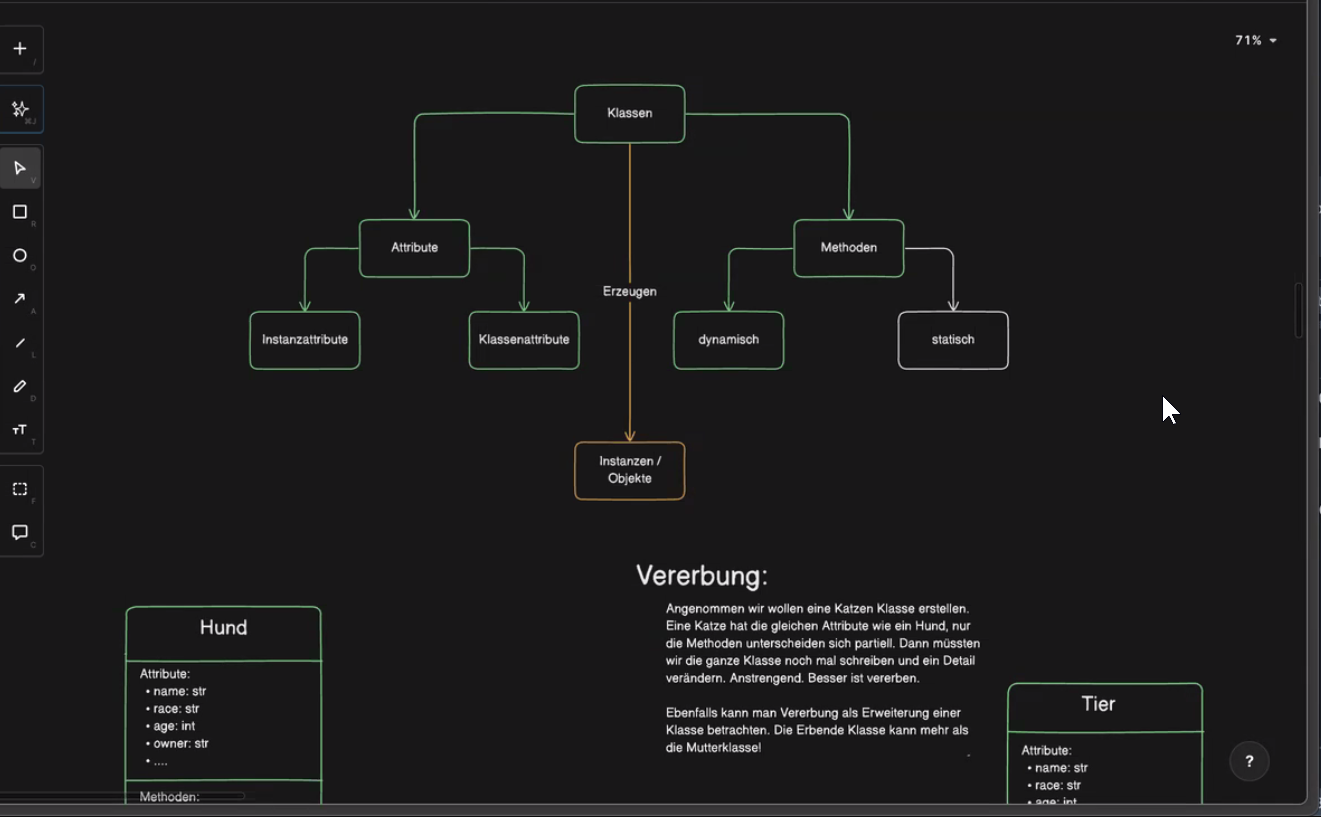 71%
/
⌘J
V
R
O
A
L
D
T
F
C
Klassen
Attribute
Methoden
Erzeugen
Instanzattribute
Klassenattribute
dynamisch
statisch
Instanzen /
Objekte
Vererbung:
Angenommen wir wollen eine Katzen Klasse erstellen.
Eine Katze hat die gleichen Attribute wie ein Hund, nur
die Methoden unterscheiden sich partiell. Dann müssten
wir die ganze Klasse noch mal schreiben und ein Detail
verändern. Anstrengend. Besser ist vererben.
Ebenfalls kann man Vererbung als Erweiterung einer
Klasse betrachten. Die Erbende Klasse kann mehr als
die Mutterklasse!
Hund
Attribute:
• name: str
• race: str
• age: int
• owner: str
• ....
Methoden:
Tier
Attribute:
• name: str
• race: str
• age: int
?